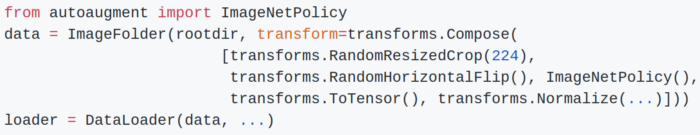 from autoaugment import ImageNetPolicy
data = ImageFolder(rootdir, transform=transforms.Compose(
[transforms.RandomResizedCrop(224),
transforms.RandomHorizontalFlip(), ImageNetPolicy(),
transforms.ToTensor(), transforms.Normalize(...)]))
loader = DataLoader(data, ...)